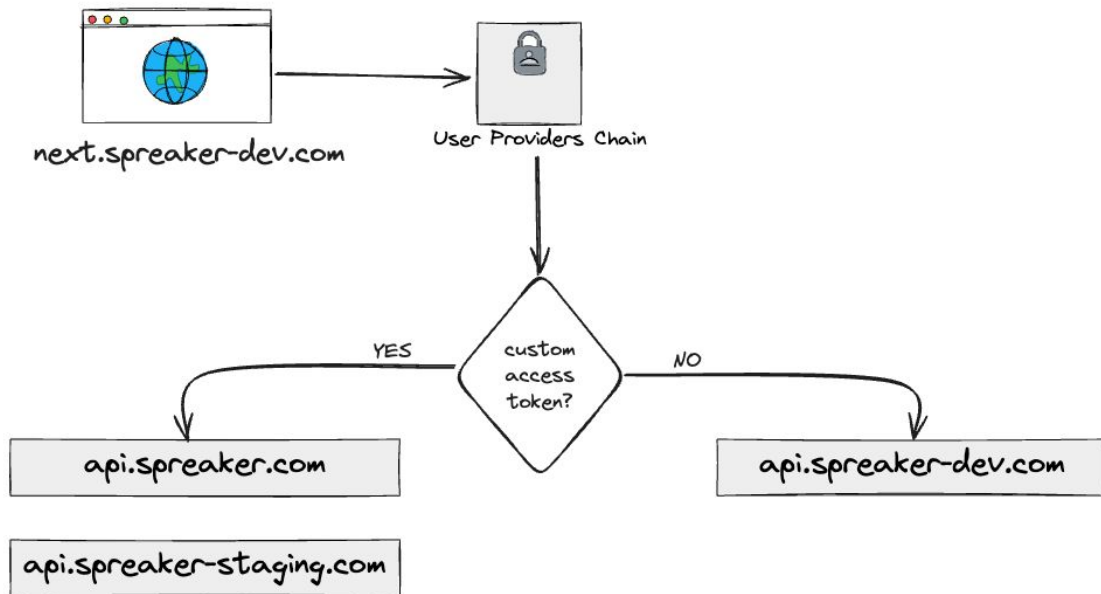 next.spreaker-dev.com
User Providers Chain
custom
access
token?
YES
NO
api.spreaker.com
api.spreaker-dev.com
api.spreaker-staging.com